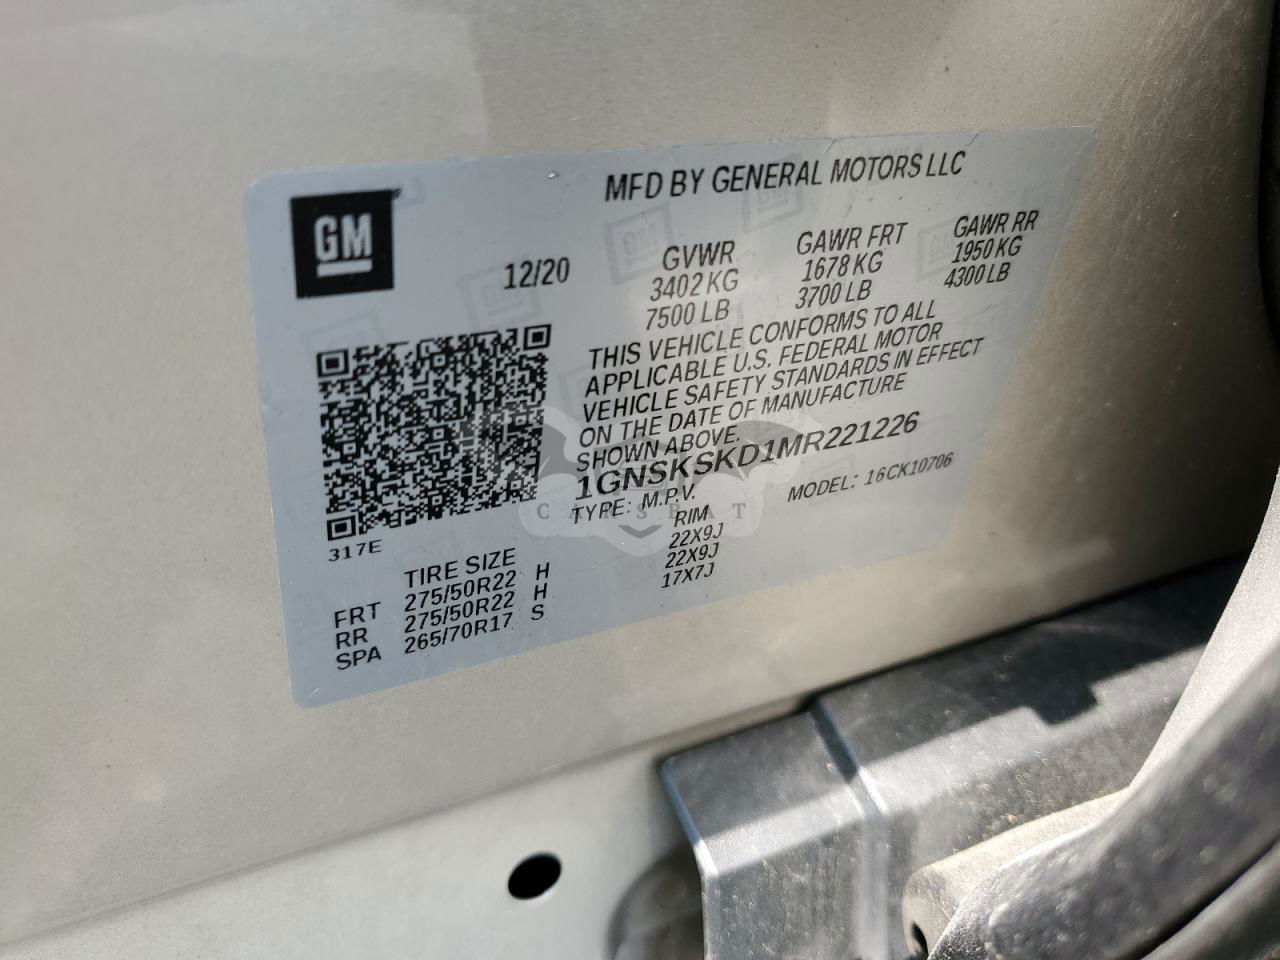 GM
MFD BY GENERAL MOTORS LLC
12/20
GVWR
3402 KG
7500 LB
GAWR FRT
1678 KG
3700 LB
GAWR RR
1950 KG
4300 LB
THIS VEHICLE CONFORMS TO ALL
APPLICABLE U.S. FEDERAL MOTOR
VEHICLE SAFETY STANDARDS IN EFFECT
ON THE DATE OF MANUFACTURE
SHOWN ABOVE.
1GNSKSKD1MR221226
TYPE: M.P.V.
MODEL: 16CK10706
317E
TIRE SIZE
RIM
FRT 275/50R22 H 22X9J
RR 275/50R22 H 22X9J
SPA 265/70R17 S 17X7J
CARSBAT